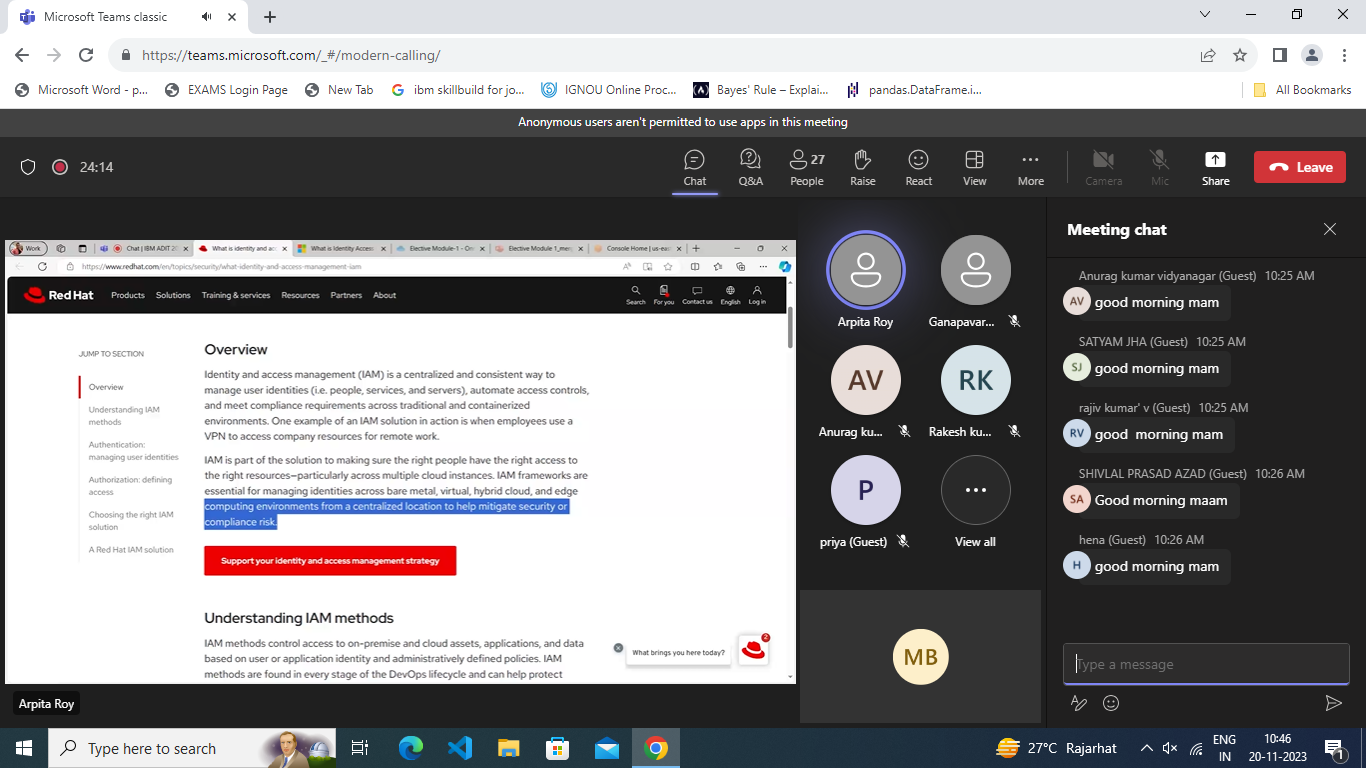 Microsoft Teams classic
https://teams.microsoft.com/_#/modern-calling/
Microsoft Word - p...
EXAMS Login Page
New Tab
ibm skillbuild for jo...
IGNOU Online Proc...
Bayes' Rule – Explai...
pandas.DataFrame.i...
All Bookmarks
Anonymous users aren't permitted to use apps in this meeting
24:14
Chat
Q&A
27
People
Raise
React
View
More
Camera
Mic
Share
Leave
Work
Chat | IBM ADIT 20
What is identity and acc
What is Identity Access
Elective Module-1 - On
Elective Module 1_merg
Console Home | us-eas
https://www.redhat.com/en/topics/security/what-identity-and-access-management-iam
Red Hat
Products
Solutions
Training & services
Resources
Partners
About
Search
For you
Contact us
English
Log in
JUMP TO SECTION
Overview
Understanding IAM
methods
Authentication:
managing user identities
Authorization: defining
access
Choosing the right IAM
solution
A Red Hat IAM solution
Overview
Identity and access management (IAM) is a centralized and consistent way to
manage user identities (i.e. people, services, and servers), automate access controls,
and meet compliance requirements across traditional and containerized
environments. One example of an IAM solution in action is when employees use a
VPN to access company resources for remote work.
IAM is part of the solution to making sure the right people have the right access to
the right resources–particularly across multiple cloud instances. IAM frameworks are
essential for managing identities across bare metal, virtual, hybrid cloud, and edge
computing environments from a centralized location to help mitigate security or
compliance risk.
Support your identity and access management strategy
Understanding IAM methods
IAM methods control access to on-premise and cloud assets, applications, and data
based on user or application identity and administratively defined policies. IAM
methods are found in every stage of the DevOps lifecycle and can help protect
What brings you here today?
2
Arpita Roy
Arpita Roy
Ganapavar...
AV
Anurag ku...
RK
Rakesh ku...
P
priya (Guest)
View all
MB
Meeting chat
Anurag kumar vidyanagar (Guest) 10:25 AM
AV
good morning mam
SATYAM JHA (Guest) 10:25 AM
SJ
good morning mam
rajiv kumar' v (Guest) 10:25 AM
RV
good  morning mam
SHIVLAL PRASAD AZAD (Guest) 10:26 AM
SA
Good morning maam
hena (Guest) 10:26 AM
H
good morning mam
Type a message
Type here to search
27°C Rajarhat
ENG
IN
10:46
20-11-2023
1